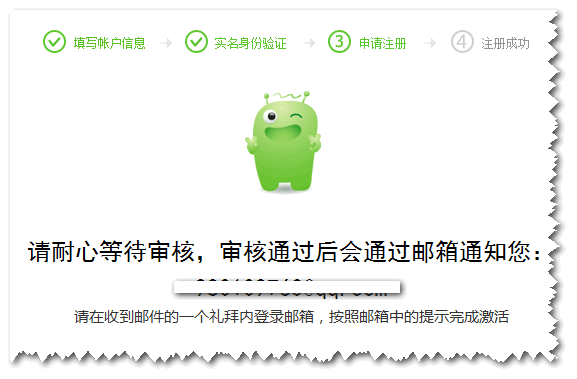 填写帐户信息 实名身份验证 3 申请注册 4 注册成功
请耐心等待审核，审核通过后会通过邮箱通知您：
请在收到邮件的一个礼拜内登录邮箱，按照邮箱中的提示完成激活